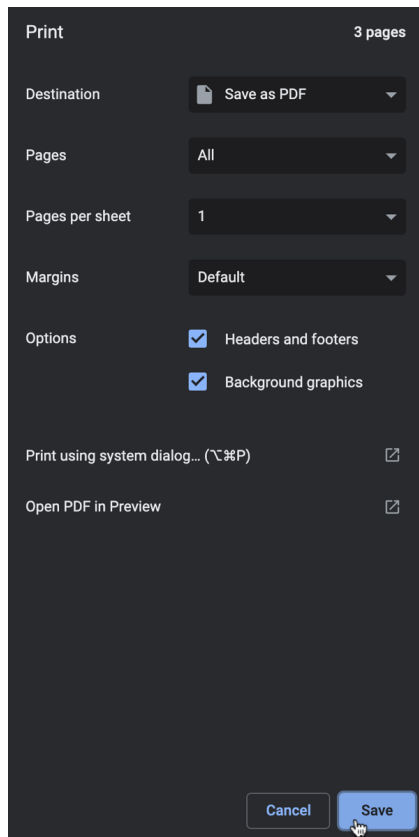 Print 3 pages
Destination Save as PDF
Pages All
Pages per sheet 1
Margins Default
Options Headers and footers
Background graphics
Print using system dialog... (⌥⌘P)
Open PDF in Preview
Cancel Save